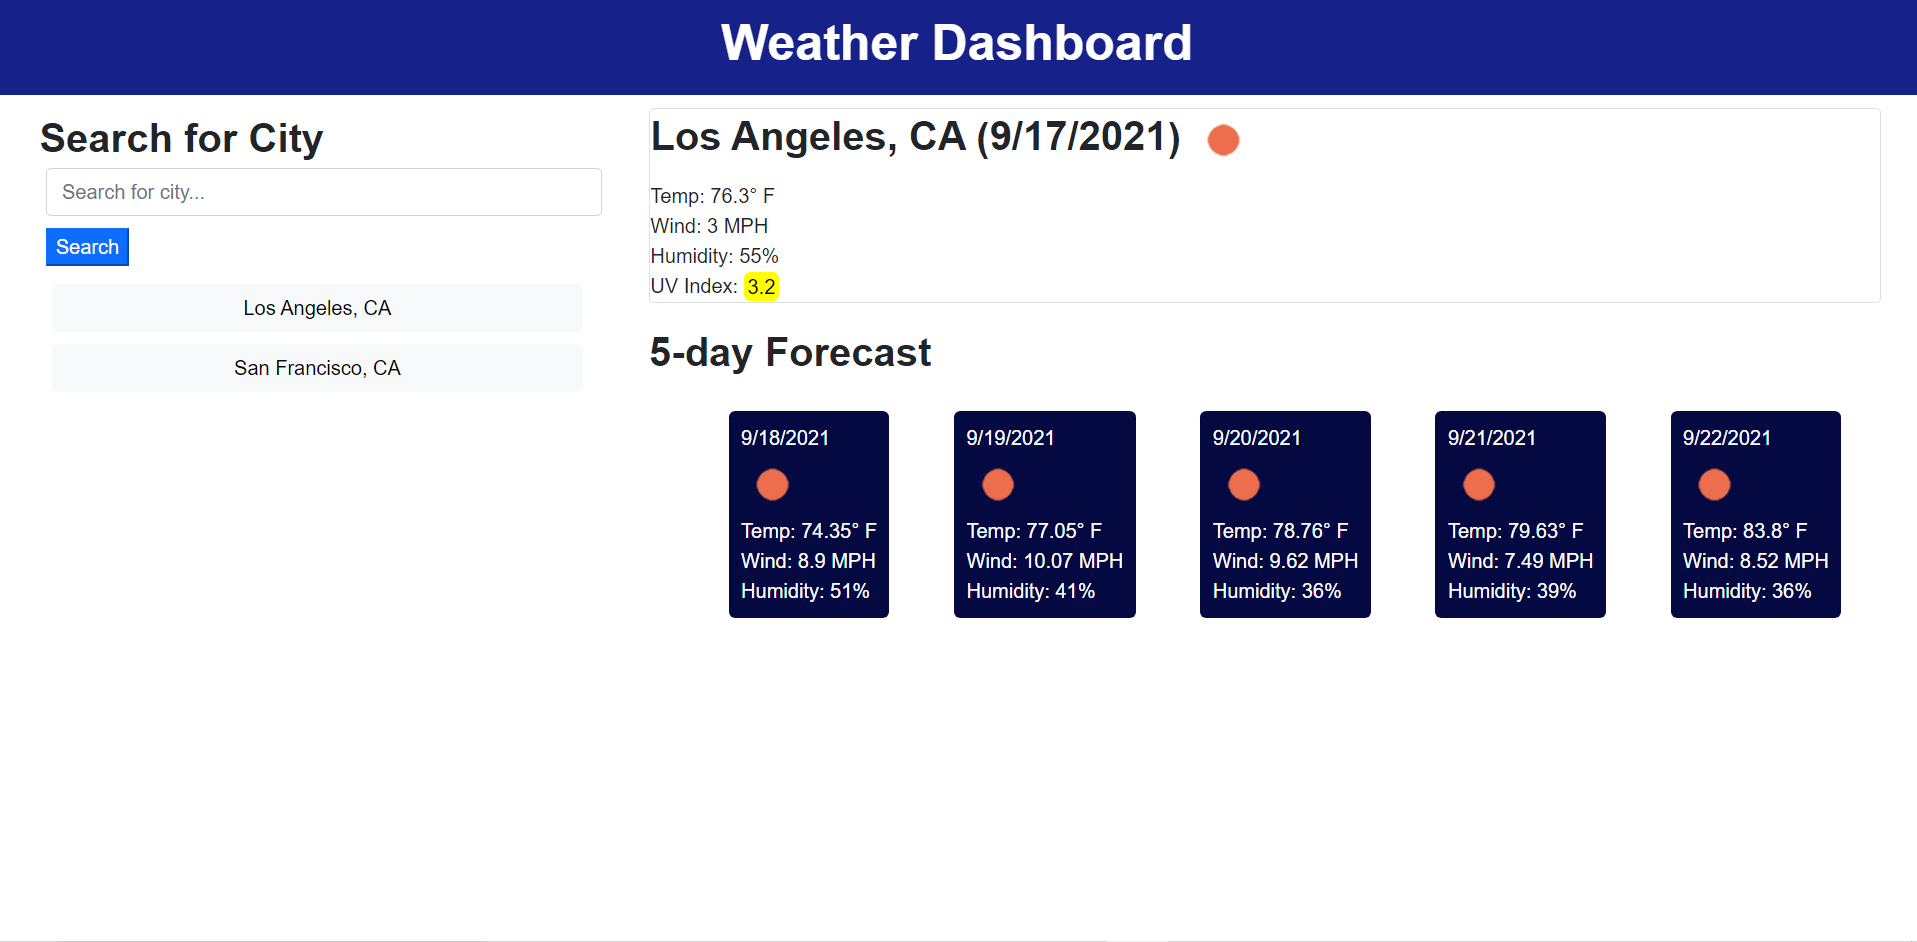 Weather Dashboard
Search for City
Search for city...
Search
Los Angeles, CA
San Francisco, CA
Los Angeles, CA (9/17/2021)
Temp: 76.3° F
Wind: 3 MPH
Humidity: 55%
UV Index: 3.2
5-day Forecast
9/18/2021
Temp: 74.35° F
Wind: 8.9 MPH
Humidity: 51%
9/19/2021
Temp: 77.05° F
Wind: 10.07 MPH
Humidity: 41%
9/20/2021
Temp: 78.76° F
Wind: 9.62 MPH
Humidity: 36%
9/21/2021
Temp: 79.63° F
Wind: 7.49 MPH
Humidity: 39%
9/22/2021
Temp: 83.8° F
Wind: 8.52 MPH
Humidity: 36%